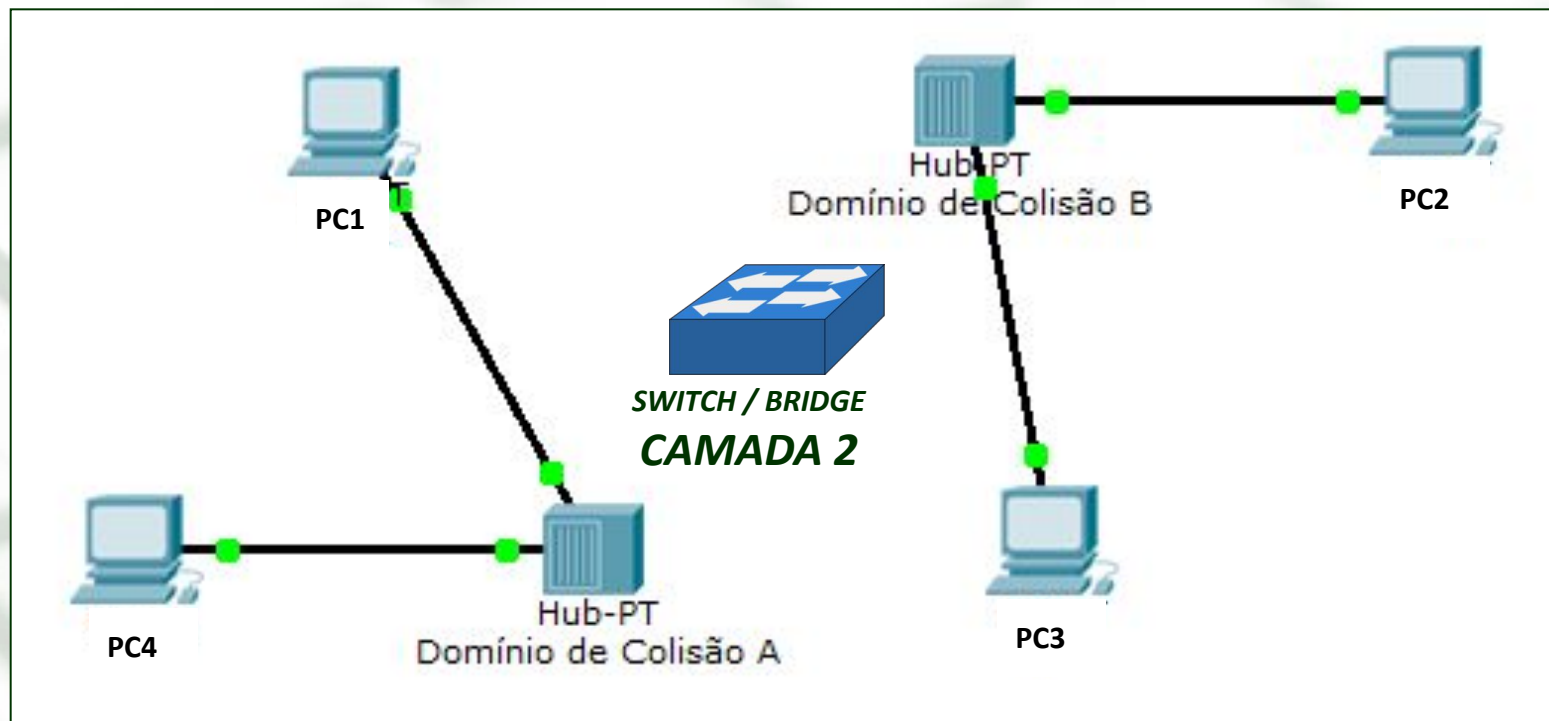 PC1
Hub-PT
Domínio de Colisão B
PC2
SWITCH / BRIDGE
CAMADA 2
Hub-PT
Domínio de Colisão A
PC4
PC3